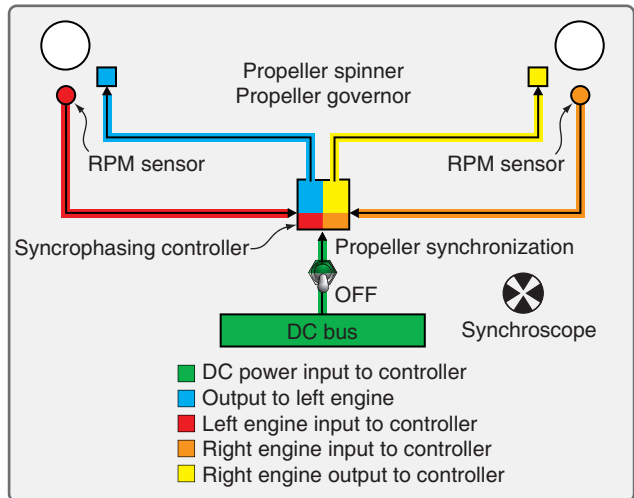 Propeller spinner
Propeller governor
RPM sensor
RPM sensor
Syncrophasing controller
Propeller synchronization
OFF
Synchroscope
DC bus
DC power input to controller
Output to left engine
Left engine input to controller
Right engine input to controller
Right engine output to controller